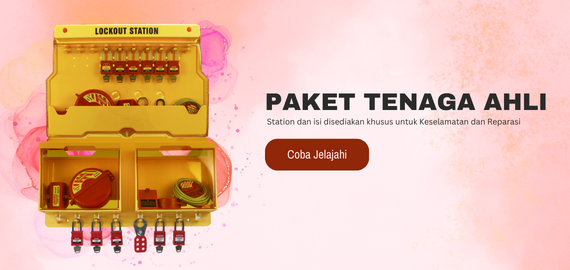 LOCKOUT STATION
PAKET TENAGA AHLI
Station dan isi disediakan khusus untuk Keselamatan dan Reparasi
Coba Jelajahi